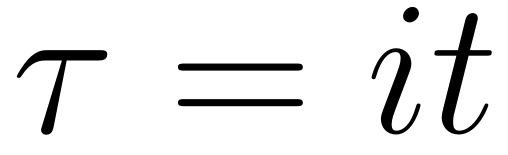 τ = it